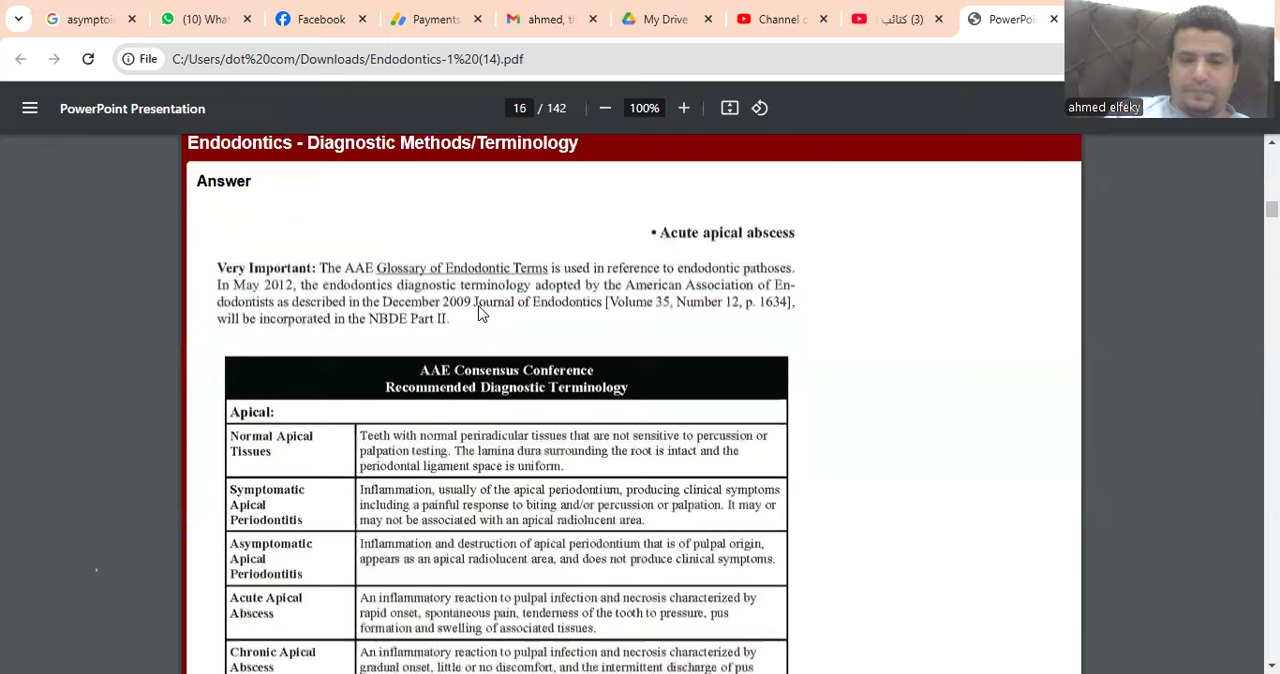 asymptoi
(10) Wha
Facebook
Payments
ahmed, th
My Drive
Channel c
(3) كتائب
PowerPoi
File
C:/Users/dot%20com/Downloads/Endodontics-1%20(14).pdf
ahmed elfeky
PowerPoint Presentation
16 / 142
100%
Endodontics - Diagnostic Methods/Terminology
Answer
• Acute apical abscess
Very Important: The AAE Glossary of Endodontic Terms is used in reference to endodontic pathoses.
In May 2012, the endodontics diagnostic terminology adopted by the American Association of En-
dodontists as described in the December 2009 Journal of Endodontics [Volume 35, Number 12, p. 1634],
will be incorporated in the NBDE Part II.
AAE Consensus Conference
Recommended Diagnostic Terminology
Apical:
Normal Apical
Tissues
Teeth with normal periradicular tissues that are not sensitive to percussion or
palpation testing. The lamina dura surrounding the root is intact and the
periodontal ligament space is uniform.
Symptomatic
Apical
Periodontitis
Inflammation, usually of the apical periodontium, producing clinical symptoms
including a painful response to biting and/or percussion or palpation. It may or
may not be associated with an apical radiolucent area.
Asymptomatic
Apical
Periodontitis
Inflammation and destruction of apical periodontium that is of pulpal origin,
appears as an apical radiolucent area, and does not produce clinical symptoms.
Acute Apical
Abscess
An inflammatory reaction to pulpal infection and necrosis characterized by
rapid onset, spontaneous pain, tenderness of the tooth to pressure, pus
formation and swelling of associated tissues.
Chronic Apical
Abscess
An inflammatory reaction to pulpal infection and necrosis characterized by
gradual onset, little or no discomfort, and the intermittent discharge of pus